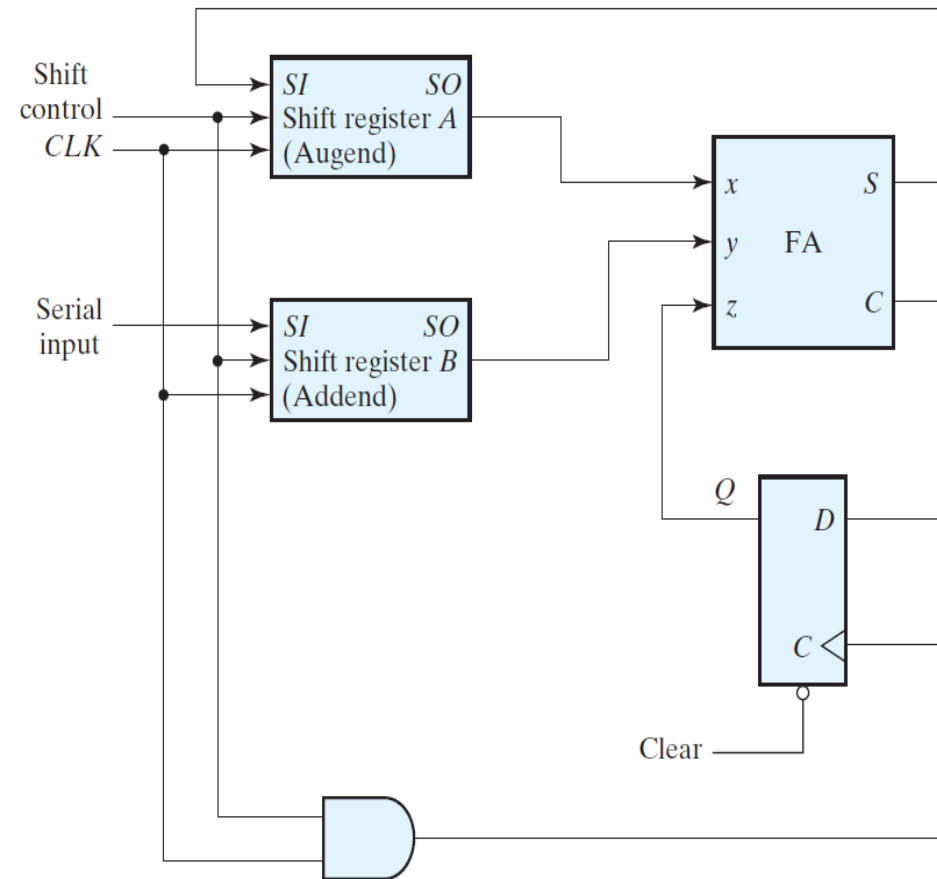 Shift
control
CLK
SI SO
Shift register A
(Augend)
x S
y FA
z C
Serial
input
SI SO
Shift register B
(Addend)
Q
D
C
Clear